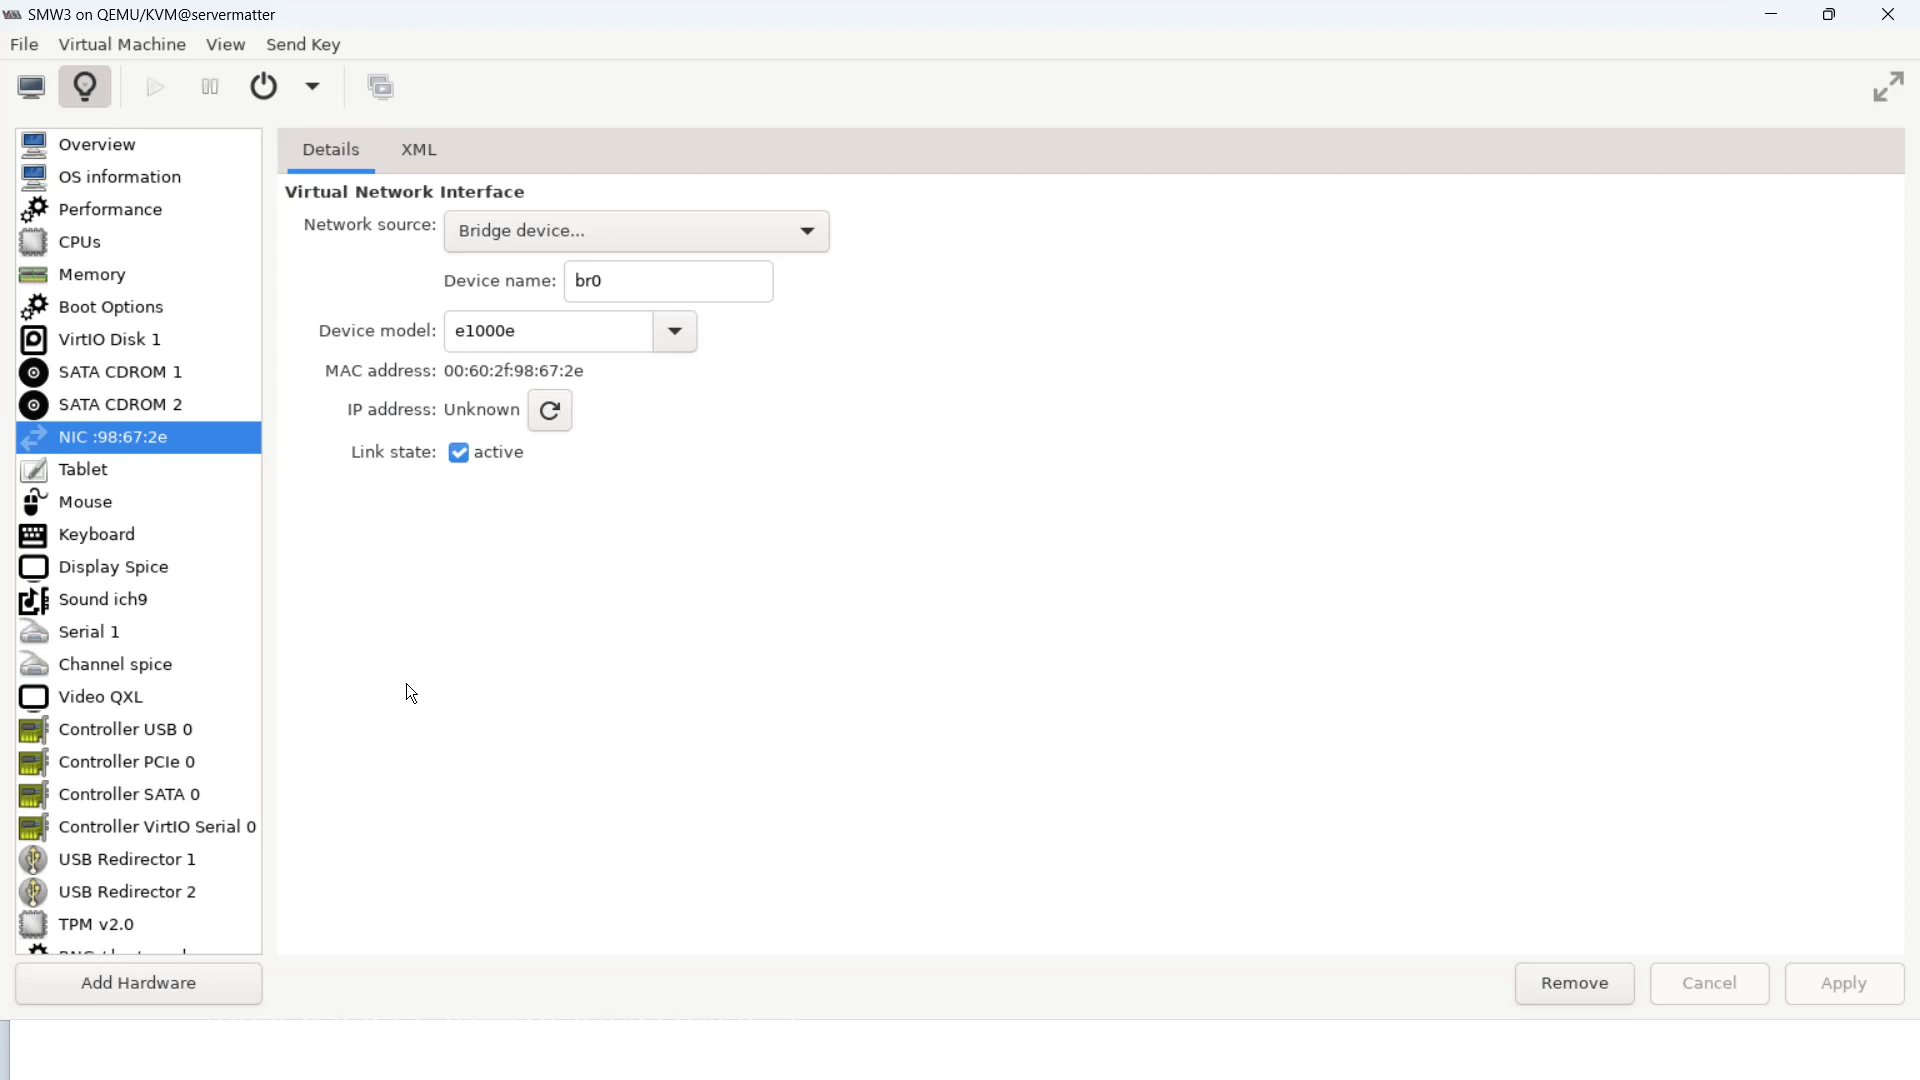 SMW3 on QEMU/KVM@servermatter
File Virtual Machine View Send Key
Overview
OS information
Performance
CPUs
Memory
Boot Options
VirtIO Disk 1
SATA CDROM 1
SATA CDROM 2
NIC :98:67:2e
Tablet
Mouse
Keyboard
Display Spice
Sound ich9
Serial 1
Channel spice
Video QXL
Controller USB 0
Controller PCIe 0
Controller SATA 0
Controller VirtIO Serial 0
USB Redirector 1
USB Redirector 2
TPM v2.0
Add Hardware
Details XML
Virtual Network Interface
Network source: Bridge device...
Device name: br0
Device model: e1000e
MAC address: 00:60:2f:98:67:2e
IP address: Unknown
Link state: active
Remove Cancel Apply